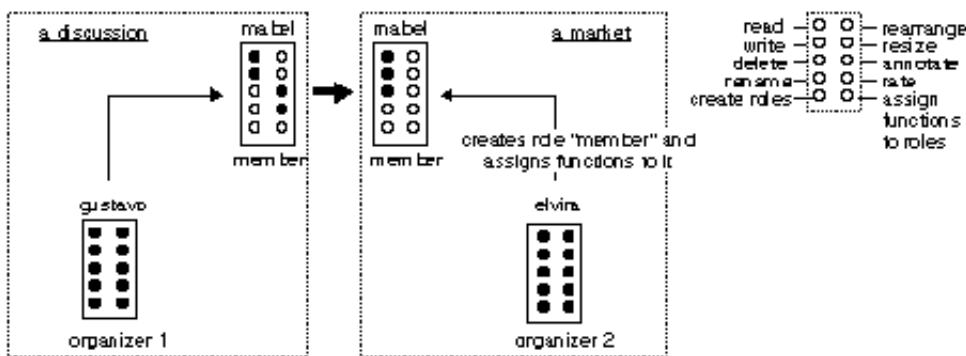 a discussion
mabel
member
gustavo
organizer 1
mabel
a market
member
creates role "member" and
assigns functions to it
elvira
organizer 2
read
write
delete
rename
create roles
rearrange
resize
annotate
rate
assign
functions
to roles